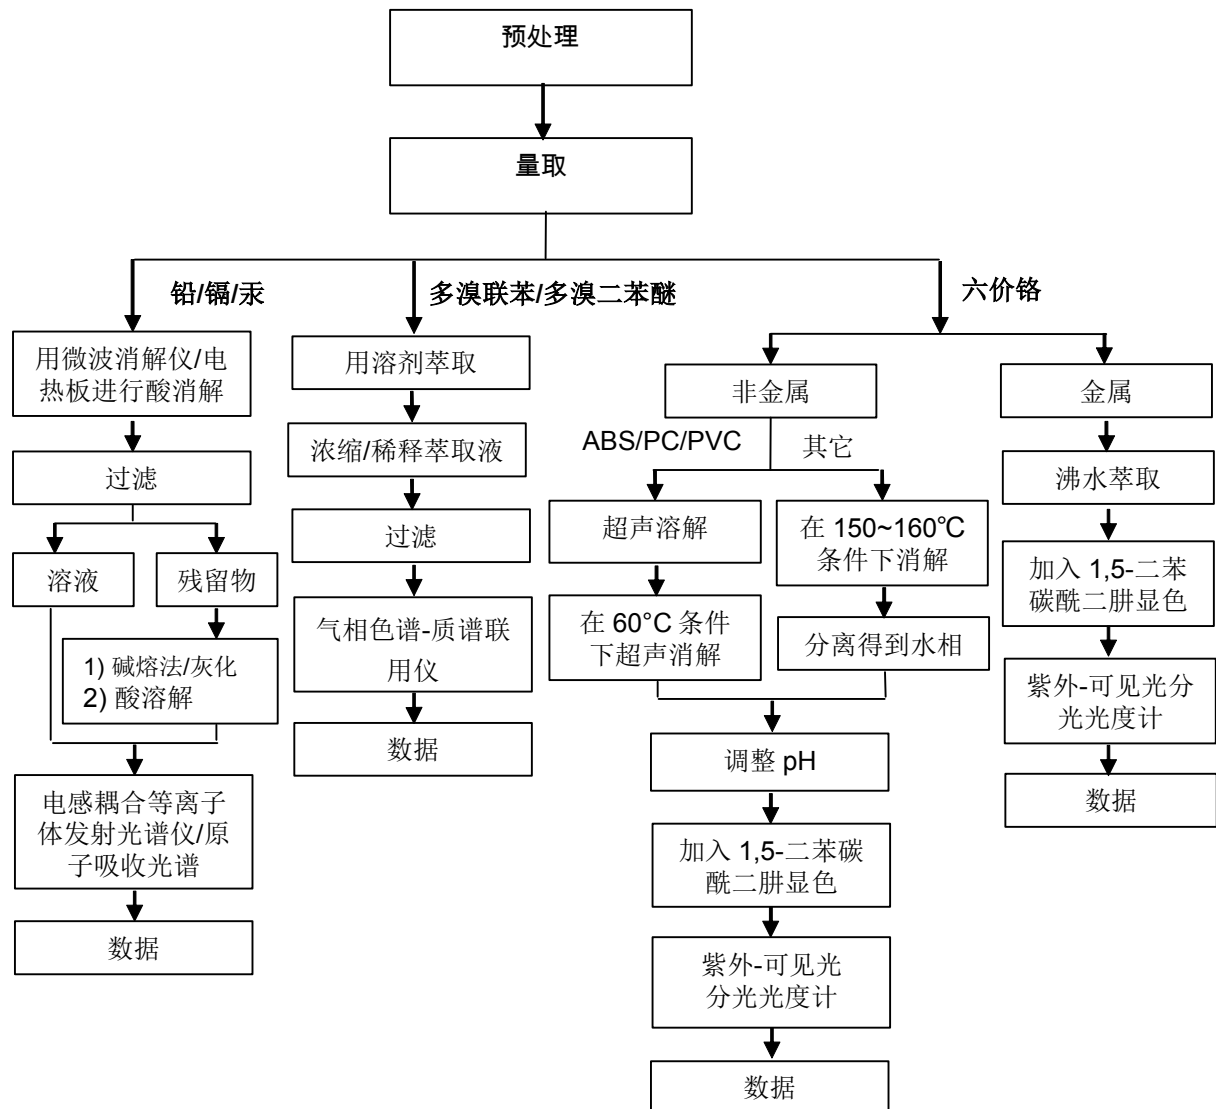 预处理
量取
铅/镉/汞
用微波消解仪/电
热板进行酸消解
过滤
溶液
残留物
1) 碱熔法/灰化
2) 酸溶解
电感耦合等离子
体发射光谱仪/原
子吸收光谱
数据
多溴联苯/多溴二苯醚
用溶剂萃取
浓缩/稀释萃取液
过滤
气相色谱-质谱联
用仪
数据
六价铬
非金属
ABS/PC/PVC
其它
超声溶解
在 60°C 条件
下超声消解
在 150~160℃
条件下消解
分离得到水相
调整 pH
加入 1,5-二苯碳
酰二肼显色
紫外-可见光
分光光度计
数据
金属
沸水萃取
加入 1,5-二苯
碳酰二肼显色
紫外-可见光分
光光度计
数据